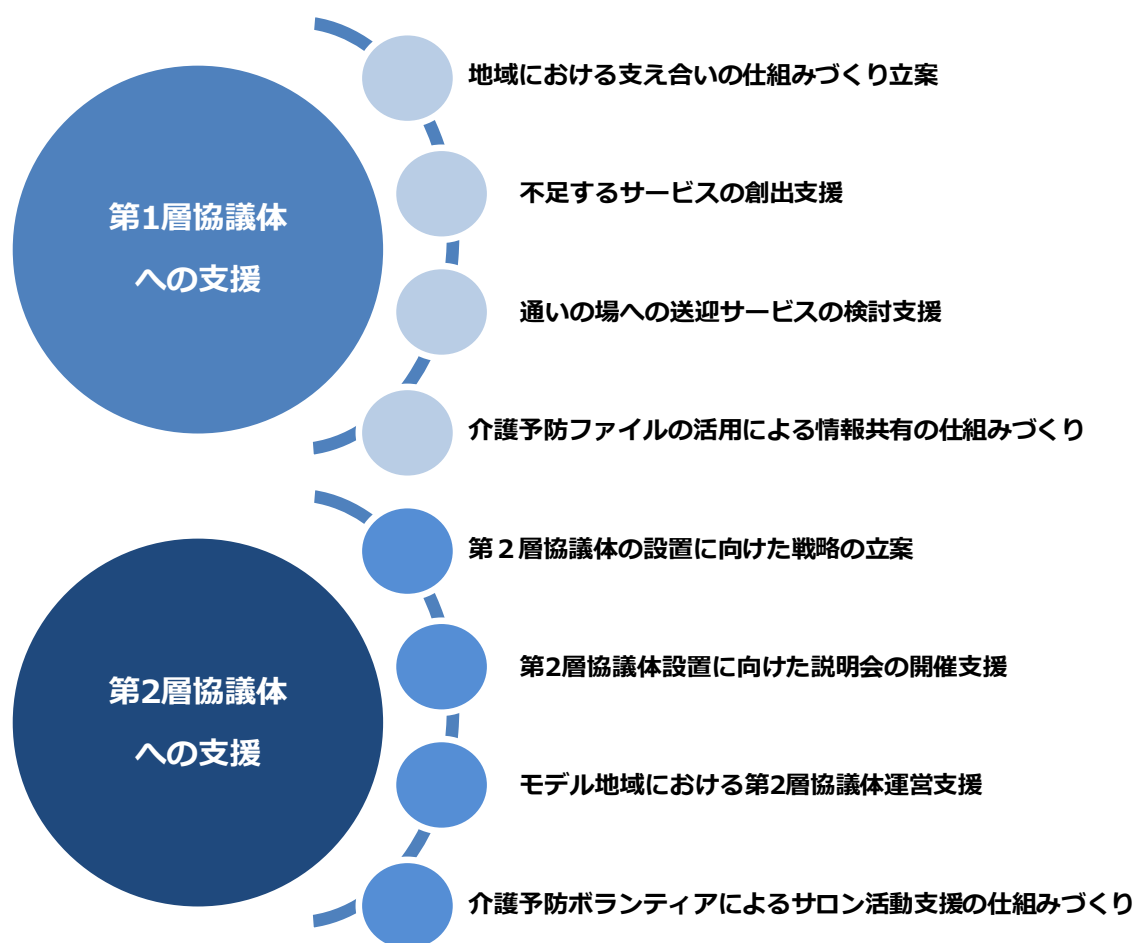 第1層協議体
への支援
地域における支え合いの仕組みづくり立案
不足するサービスの創出支援
通いの場への送迎サービスの検討支援
介護予防ファイルの活用による情報共有の仕組みづくり
第2層協議体
への支援
第２層協議体の設置に向けた戦略の立案
第2層協議体設置に向けた説明会の開催支援
モデル地域における第2層協議体運営支援
介護予防ボランティアによるサロン活動支援の仕組みづくり